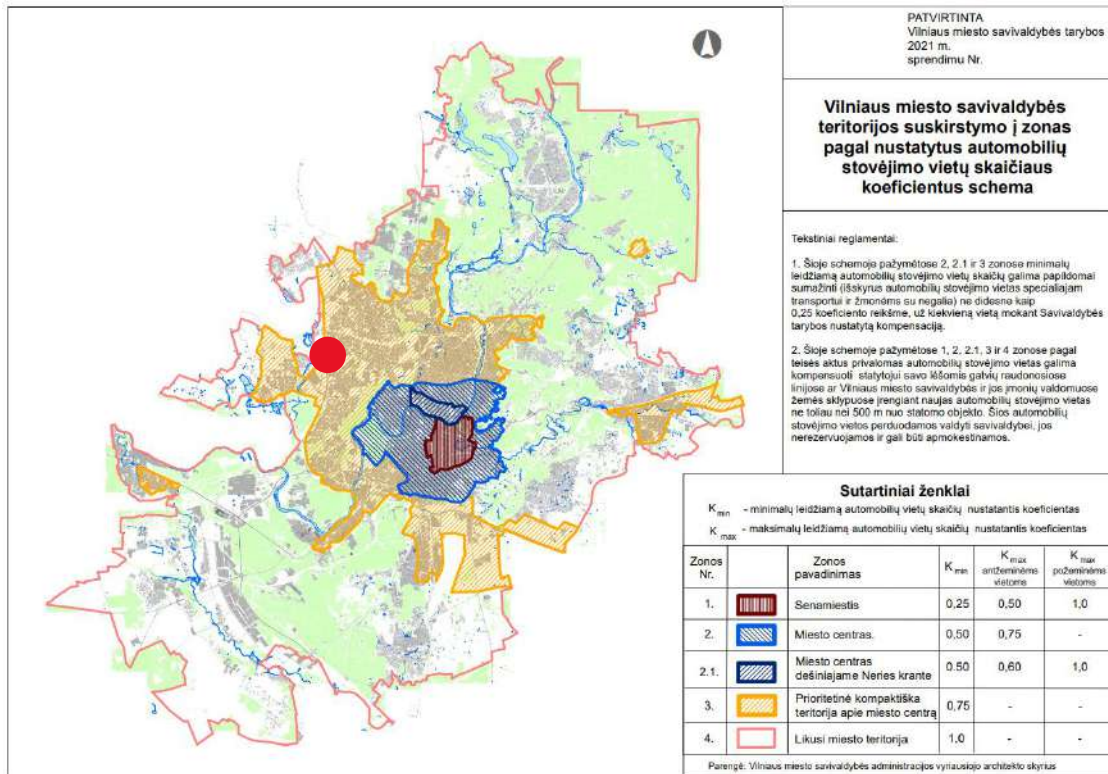 PATVIRTINTA
Vilniaus miesto savivaldybės tarybos
2021 m.
sprendimu Nr.
Vilniaus miesto savivaldybės
teritorijos suskirstymo į zonas
pagal nustatytus automobilių
stovėjimo vietų skaičiaus
koeficientus schema
Tekstiniai reglamentai:
1. Šioje schemoje pažymėtose 2, 2.1 ir 3 zonose minimalų
leidžiamą automobilių stovėjimo vietų skaičių galima papildomai
sumažinti (išskyrus automobilių stovėjimo vietas specialiajam
transportui ir žmonėms su negalia) ne didesne kaip
0,25 koeficiento reikšme, už kiekvieną vietą mokant Savivaldybės
tarybos nustatytą kompensaciją.
2. Šioje schemoje pažymėtose 1, 2, 2.1, 3 ir 4 zonose pagal
teisės aktus privalomas automobilių stovėjimo vietas galima
kompensuoti statytojui savo lėšomis gatvių raudonosiose
linijose ar Vilniaus miesto savivaldybės ir jos įmonių valdomuose
žemės sklypuose įrengiant naujas automobilių stovėjimo vietas
ne toliau nei 500 m nuo statomo objekto. Šios automobilių
stovėjimo vietos perduodamos valdyti savivaldybei, jos
nerezervuojamos ir gali būti apmokestinamos.
Sutartiniai ženklai
K min - minimalų leidžiamą automobilių vietų skaičių nustatantis koeficientas
K max - maksimalų leidžiamą automobilių vietų skaičių nustatantis koeficientas
Zonos Nr. Zonos pavadinimas K min K max antžeminėms vietoms K max požeminėms vietoms
1. Senamiestis 0,25 0,50 1,0
2. Miesto centras. 0,50 0,75 -
2.1. Miesto centras dešiniajame Neries krante 0.50 0,60 1,0
3. Prioritetinė kompaktiška teritorija apie miesto centrą 0,75 - -
4. Likusi miesto teritorija 1.0 - -
Parengė: Vilniaus miesto savivaldybės administracijos vyriausiojo architekto skyrius